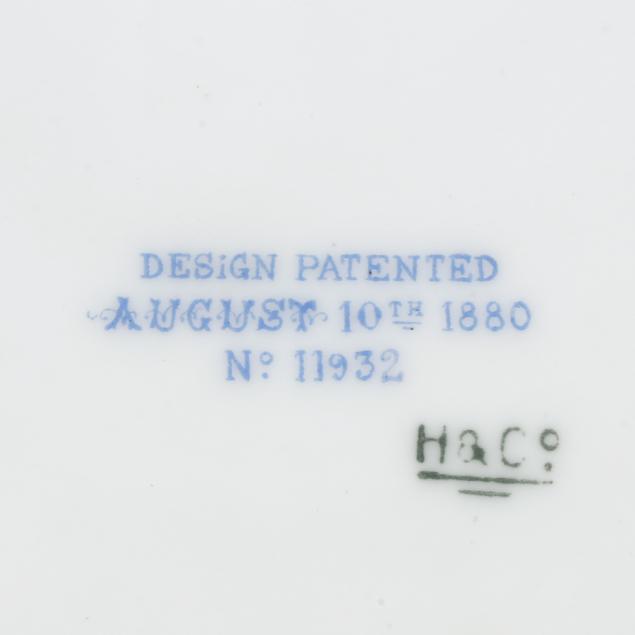 DESiGN PATENTED
AUGUST 10TH 1880
Nº 11932
H&Cº